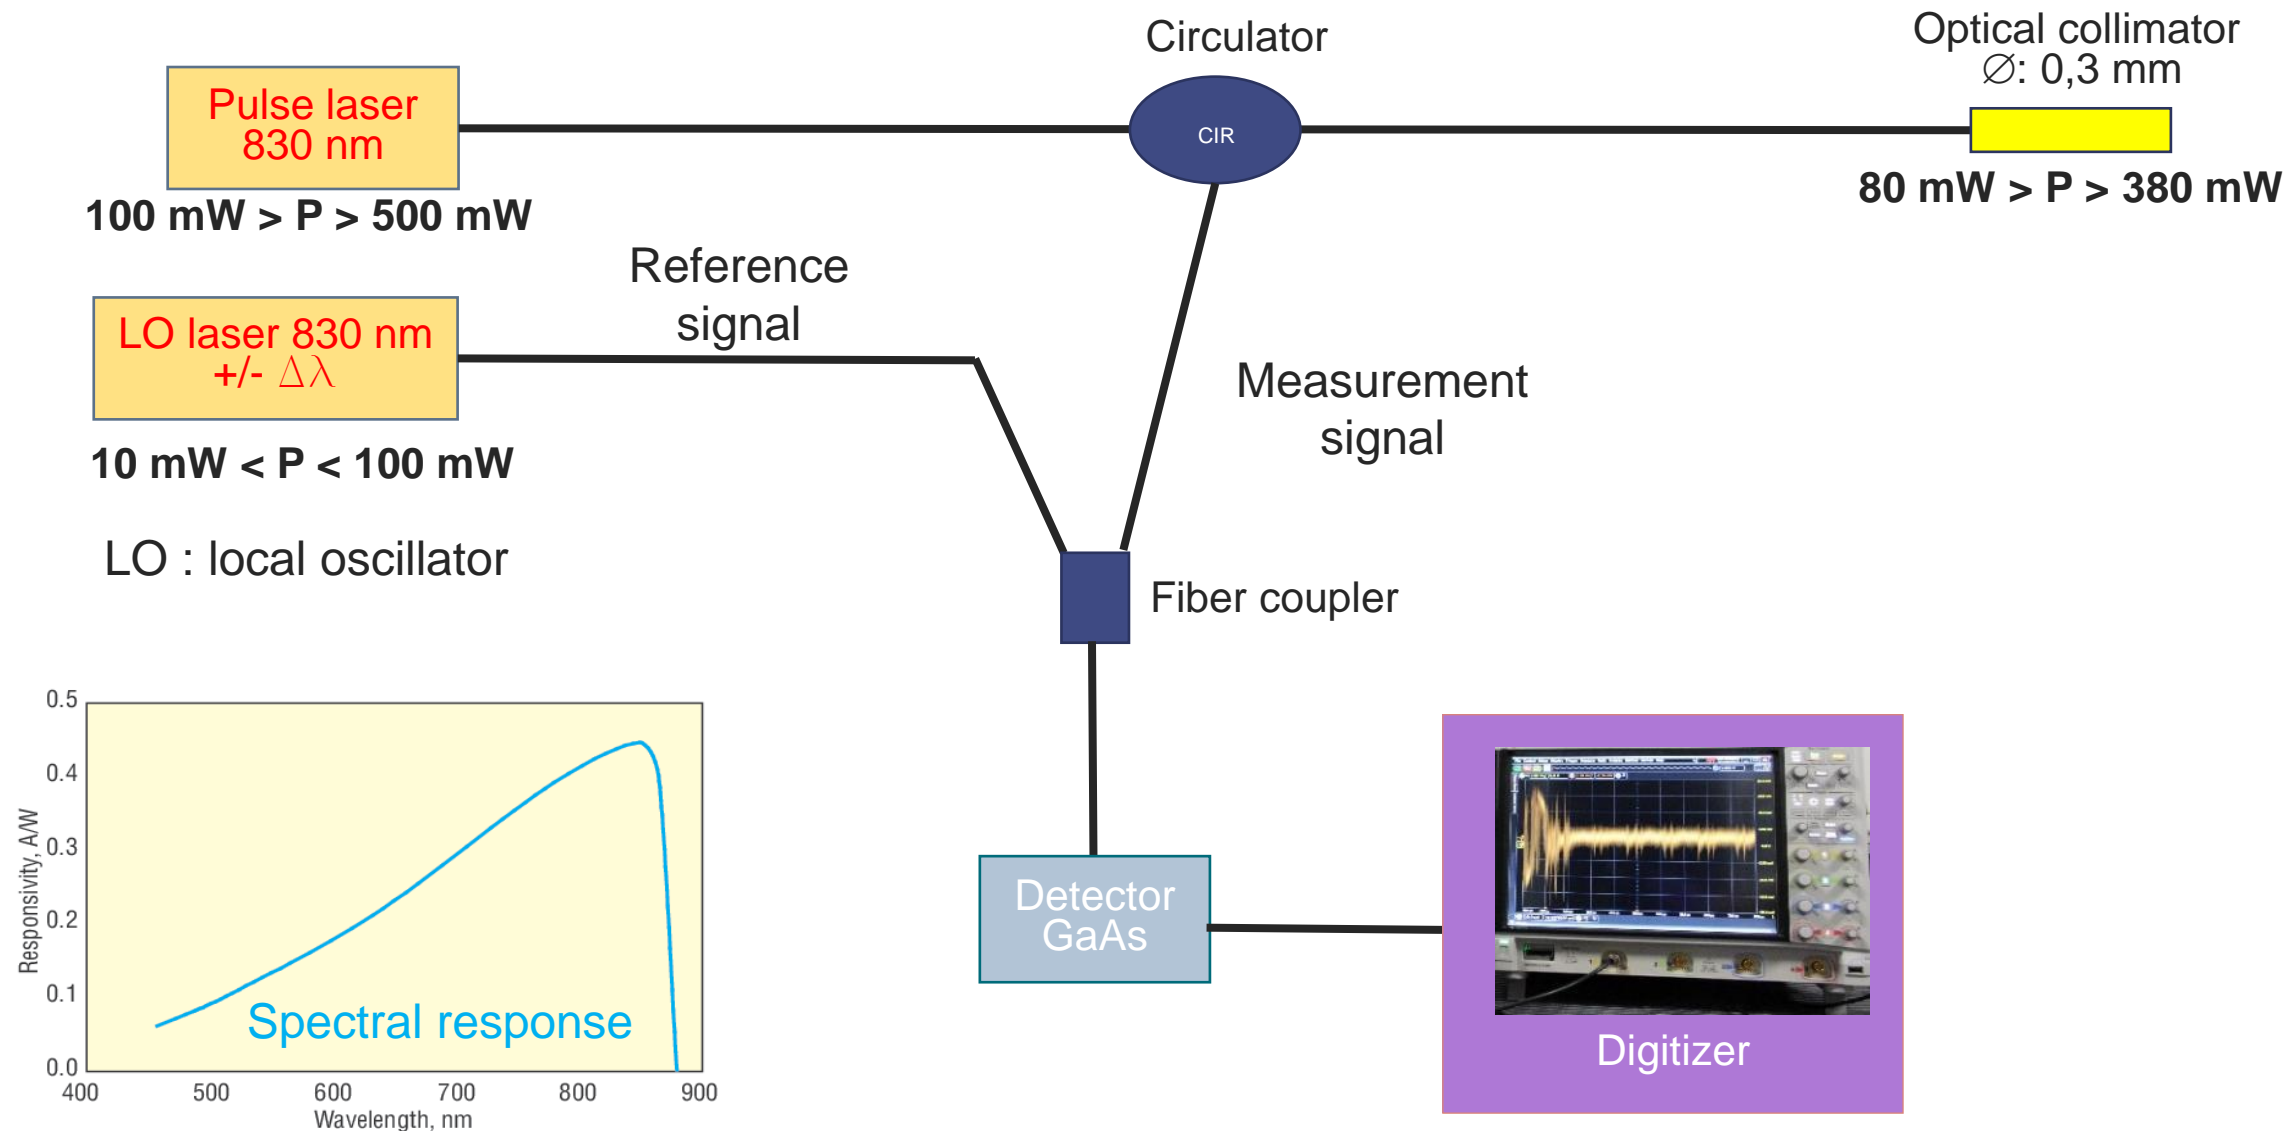 Circulator
Optical collimator
∅: 0,3 mm
Pulse laser
830 nm
CIR
100 mW > P > 500 mW
80 mW > P > 380 mW
Reference
signal
LO laser 830 nm
+/- Δλ
Measurement
signal
10 mW < P < 100 mW
LO : local oscillator
Fiber coupler
Detector
GaAs
Digitizer
0.5
0.4
0.3
0.2
0.1
0.0
Responsivity, A/W
Spectral response
400 500 600 700 800 900
Wavelength, nm